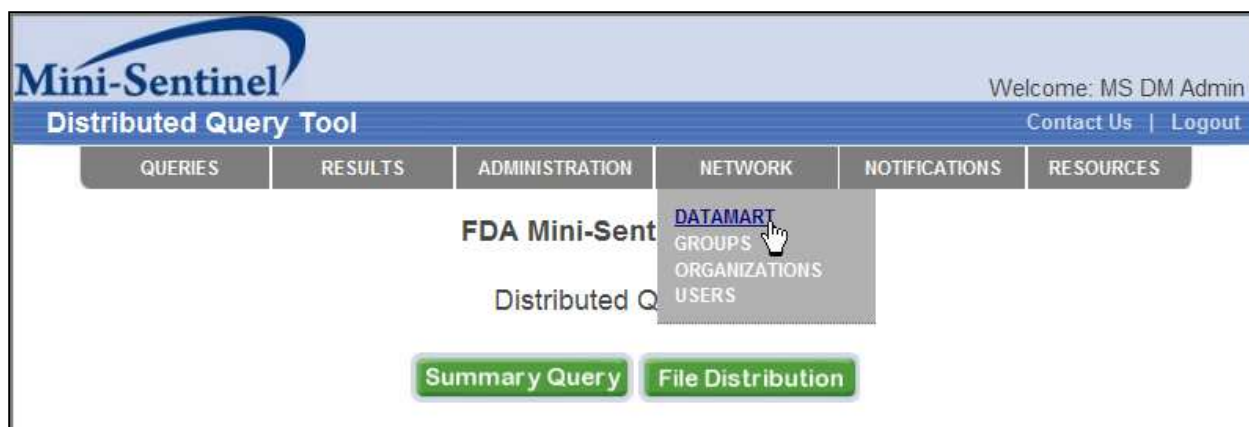 Mini-Sentinel
Welcome: MS DM Admin
Distributed Query Tool
Contact Us | Logout
QUERIES RESULTS ADMINISTRATION NETWORK NOTIFICATIONS RESOURCES
DATAMART
FDA Mini-Sent
GROUPS
ORGANIZATIONS
Distributed Q
USERS
Summary Query File Distribution